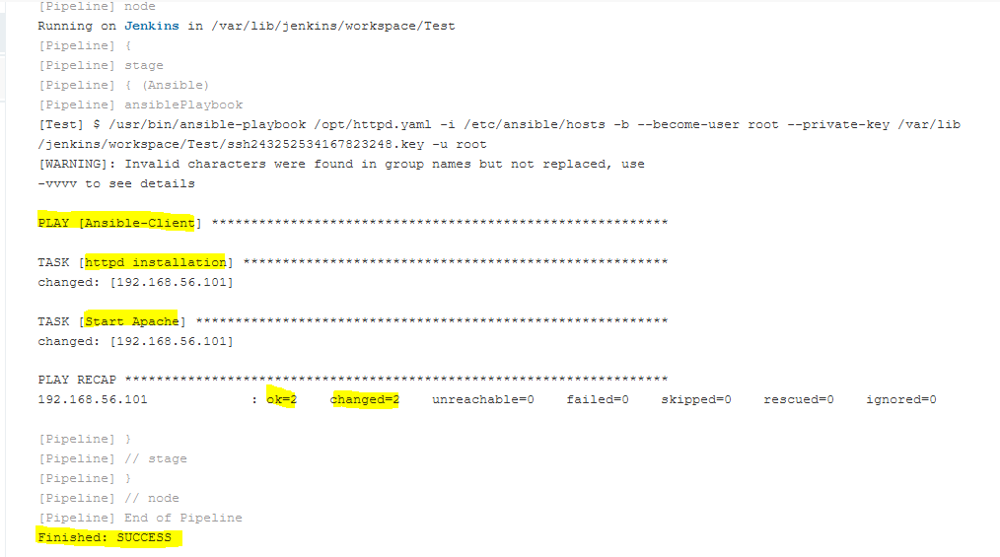 [Pipeline] node
Running on Jenkins in /var/lib/jenkins/workspace/Test
[Pipeline] {
[Pipeline] stage
[Pipeline] { (Ansible)
[Pipeline] ansiblePlaybook
[Test] $ /usr/bin/ansible-playbook /opt/httpd.yaml -i /etc/ansible/hosts -b --become-user root --private-key /var/lib
/jenkins/workspace/Test/ssh243252534167823248.key -u root
[WARNING]: Invalid characters were found in group names but not replaced, use
-vvvv to see details
PLAY [Ansible-Client] **********************************************************
TASK [httpd installation] ******************************************************
changed: [192.168.56.101]
TASK [Start Apache] ************************************************************
changed: [192.168.56.101]
PLAY RECAP *********************************************************************
192.168.56.101 : ok=2 changed=2 unreachable=0 failed=0 skipped=0 rescued=0 ignored=0
[Pipeline] }
[Pipeline] // stage
[Pipeline] }
[Pipeline] // node
[Pipeline] End of Pipeline
Finished: SUCCESS